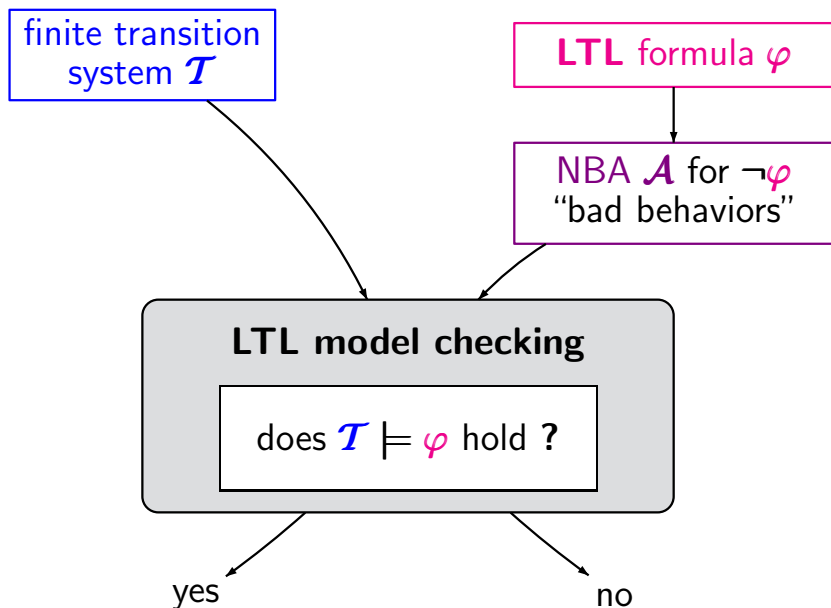 finite transition
system 𝓣
LTL formula φ
NBA 𝓐 for ¬φ
“bad behaviors”
LTL model checking
does 𝓣 ⊨ φ hold ?
yes
no